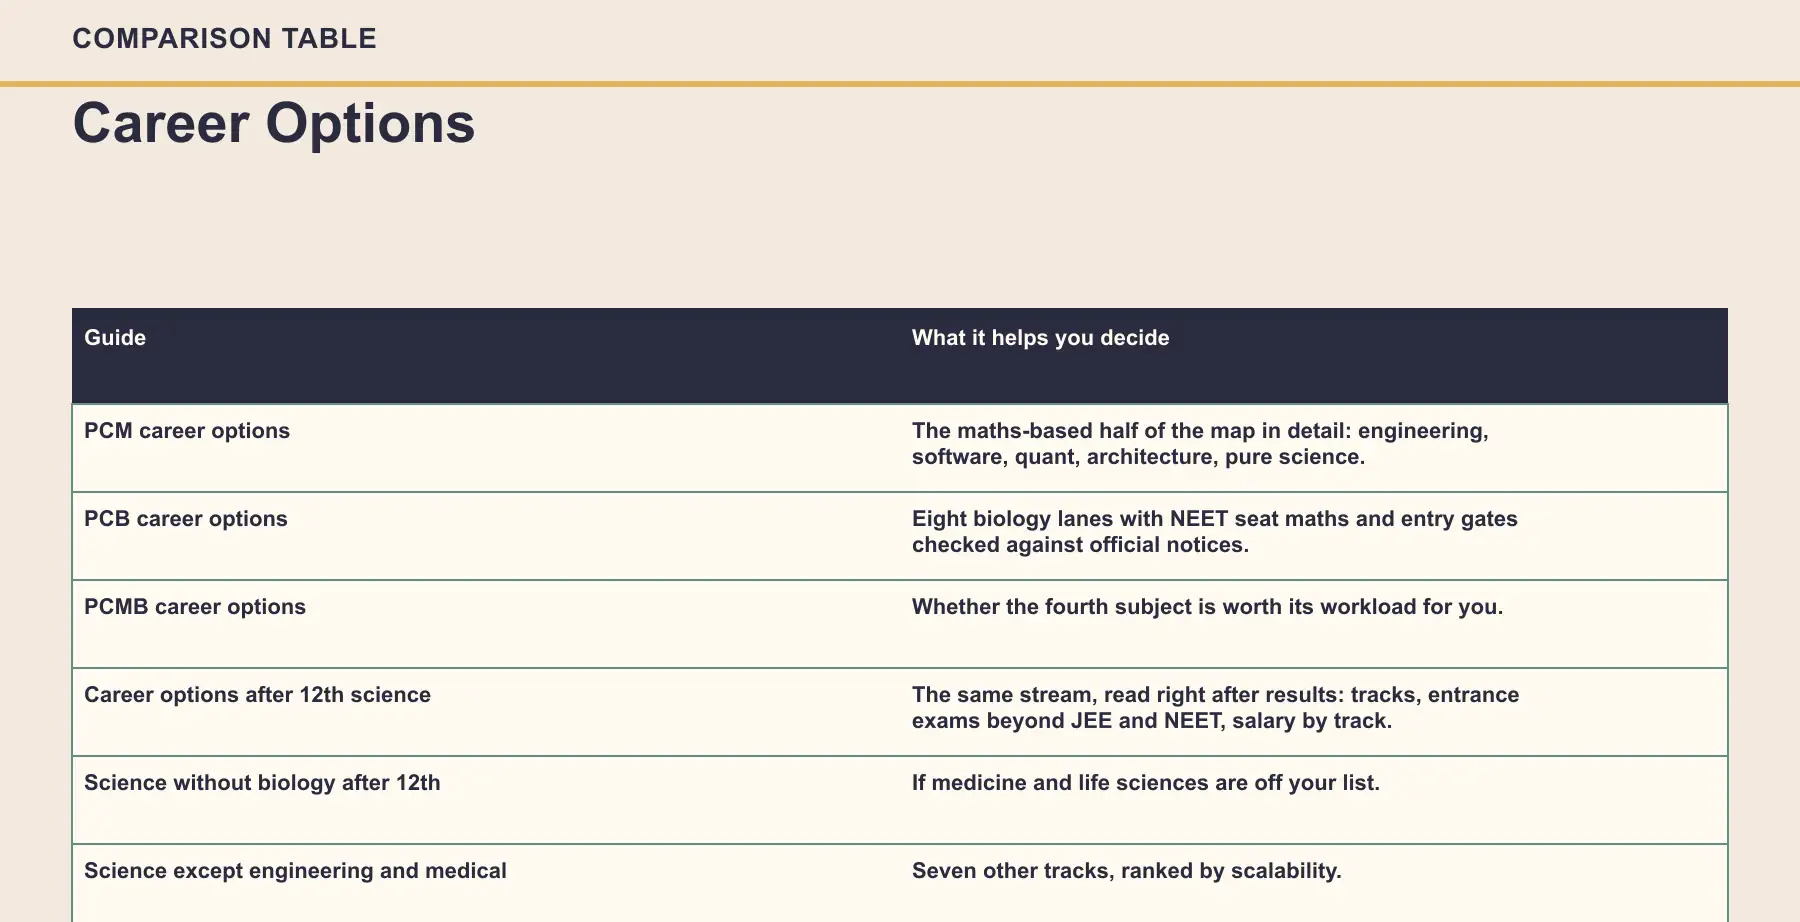 COMPARISON TABLE
Career Options
Guide
What it helps you decide
PCM career options
The maths-based half of the map in detail: engineering,
software, quant, architecture, pure science.
PCB career options
Eight biology lanes with NEET seat maths and entry gates
checked against official notices.
PCMB career options
Whether the fourth subject is worth its workload for you.
Career options after 12th science
The same stream, read right after results: tracks, entrance
exams beyond JEE and NEET, salary by track.
Science without biology after 12th
If medicine and life sciences are off your list.
Science except engineering and medical
Seven other tracks, ranked by scalability.